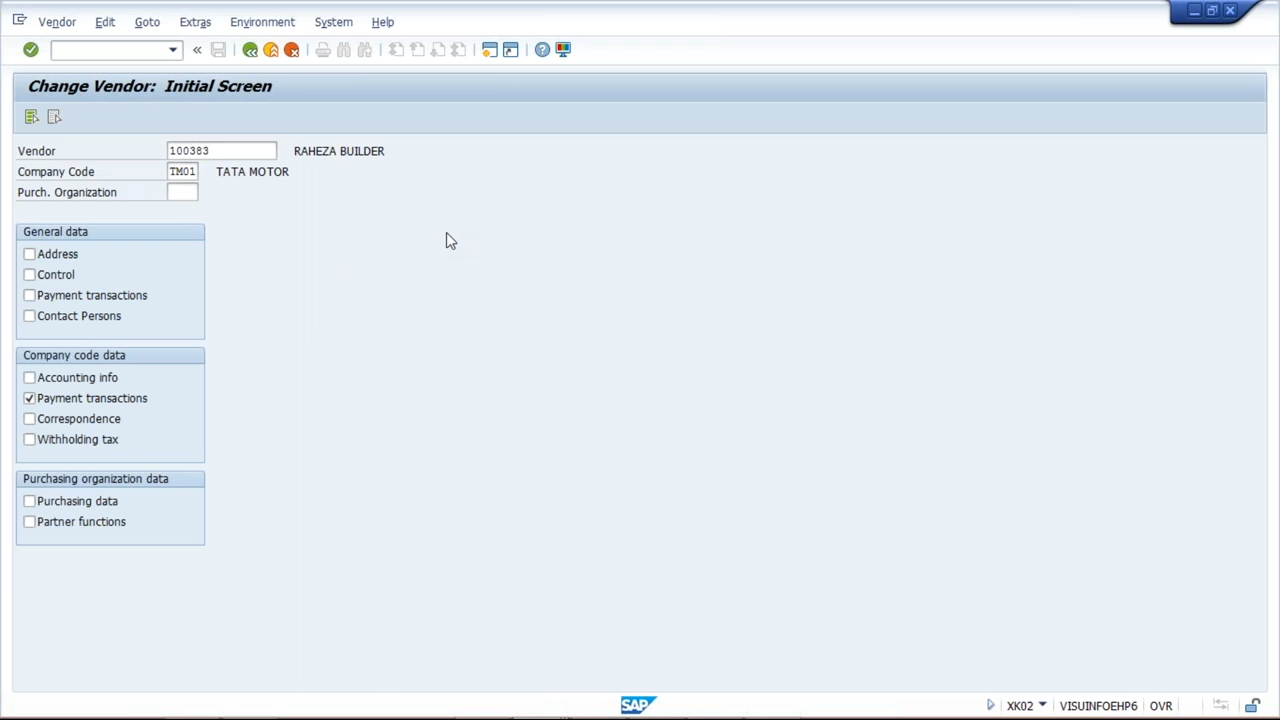 Vendor Edit Goto Extras Environment System Help
Change Vendor: Initial Screen
Vendor 100383 RAHEZA BUILDER
Company Code TM01 TATA MOTOR
Purch. Organization
General data
Address
Control
Payment transactions
Contact Persons
Company code data
Accounting info
Payment transactions
Correspondence
Withholding tax
Purchasing organization data
Purchasing data
Partner functions
SAP XK02 VISUINFOEHP6 OVR